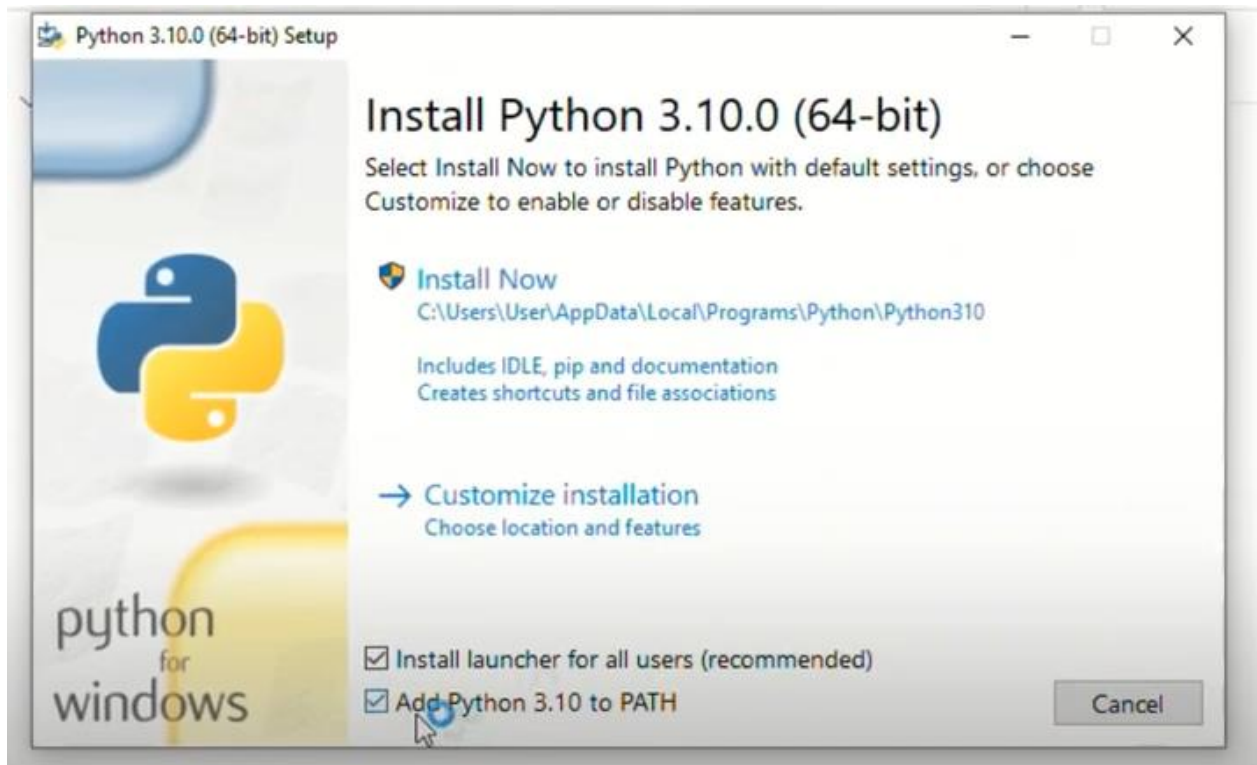 Python 3.10.0 (64-bit) Setup
Install Python 3.10.0 (64-bit)
Select Install Now to install Python with default settings, or choose
Customize to enable or disable features.
Install Now
C:\Users\User\AppData\Local\Programs\Python\Python310
Includes IDLE, pip and documentation
Creates shortcuts and file associations
Customize installation
Choose location and features
python
for
windows
Install launcher for all users (recommended)
Add Python 3.10 to PATH
Cancel